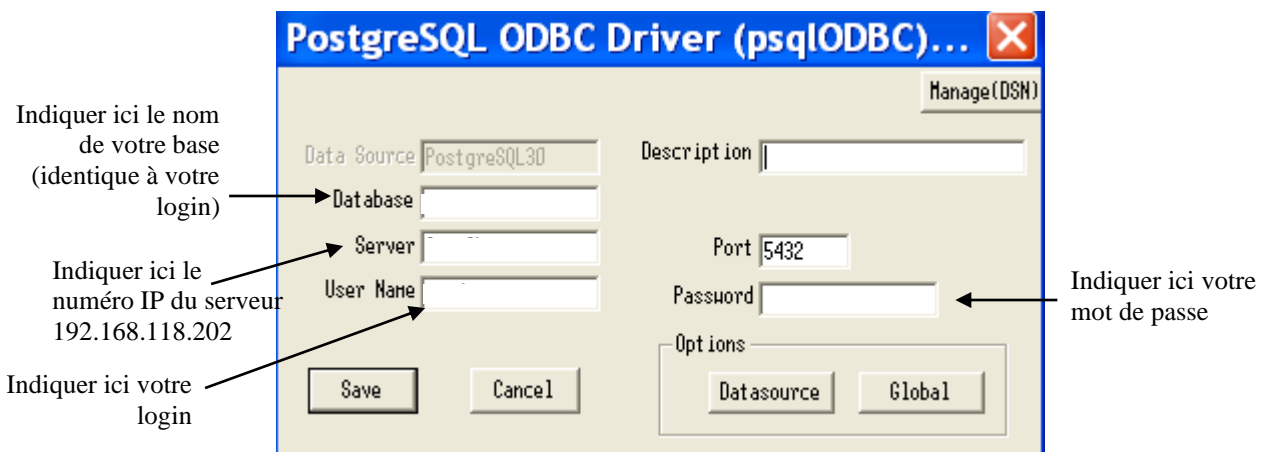 PostgreSQL ODBC Driver (psqlODBC)...
Manage(DSN)
Indiquer ici le nom
de votre base
(identique à votre
login)
Data Source PostgreSQL30
Description
Database
Server
Port 5432
Indiquer ici le
numéro IP du serveur
192.168.118.202
User Name
Password
Indiquer ici votre
mot de passe
Options
Indiquer ici votre
login
Save
Cancel
Datasource
Global